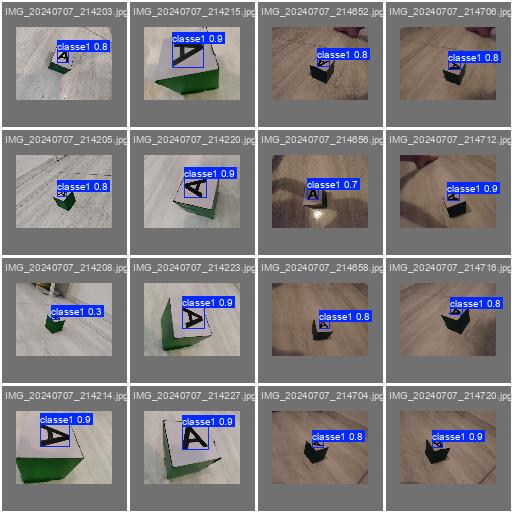 IMG_20240707_214203.jpg
classe1 0.8
A
IMG_20240707_214215.jpg
classe1 0.9
A
IMG_20240707_214652.jpg
classe1 0.8
A
IMG_20240707_214706.jpg
classe1 0.8
A
IMG_20240707_214205.jpg
classe1 0.8
IMG_20240707_214220.jpg
classe1 0.9
A
IMG_20240707_214656.jpg
classe1 0.7
A
IMG_20240707_214712.jpg
classe1 0.9
A
IMG_20240707_214208.jpg
classe1 0.3
IMG_20240707_214223.jpg
classe1 0.9
A
IMG_20240707_214658.jpg
classe1 0.8
A
IMG_20240707_214716.jpg
classe1 0.8
A
IMG_20240707_214214.jpg
classe1 0.9
A
IMG_20240707_214227.jpg
classe1 0.9
A
IMG_20240707_214704.jpg
classe1 0.8
IMG_20240707_214720.jpg
classe1 0.9
A